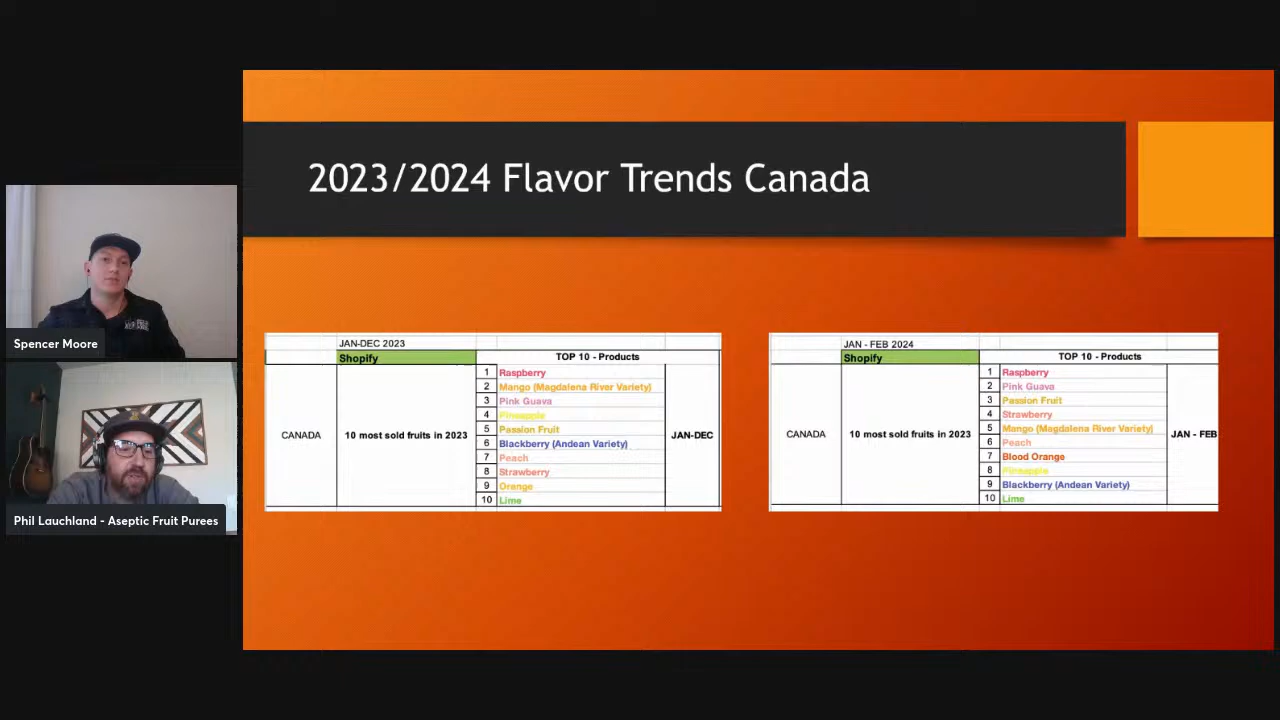 2023/2024 Flavor Trends Canada
Spencer Moore
Phil Lauchland - Aseptic Fruit Purees
JAN-DEC 2023
Shopify
TOP 10 - Products
CANADA
10 most sold fruits in 2023
1 Raspberry
2 Mango (Magdalena River Variety)
3 Pink Guava
4 Pineapple
5 Passion Fruit
6 Blackberry (Andean Variety)
7 Peach
8 Strawberry
9 Orange
10 Lime
JAN-DEC
JAN - FEB 2024
Shopify
TOP 10 - Products
CANADA
10 most sold fruits in 2023
1 Raspberry
2 Pink Guava
3 Passion Fruit
4 Strawberry
5 Mango (Magdalena River Variety)
6 Peach
7 Blood Orange
8 Pineapple
9 Blackberry (Andean Variety)
10 Lime
JAN - FEB